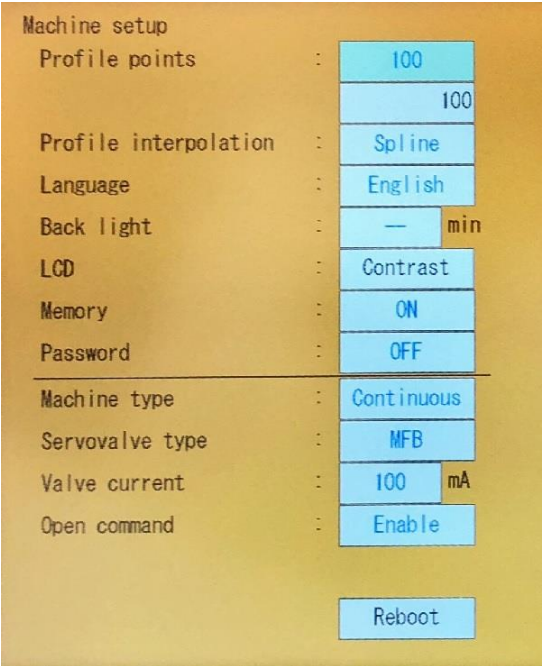 Machine setup
Profile points : 100
100
Profile interpolation : Spline
Language : English
Back light : -- min
LCD : Contrast
Memory : ON
Password : OFF
Machine type : Continuous
Servovalve type : MFB
Valve current : 100 mA
Open command : Enable
Reboot